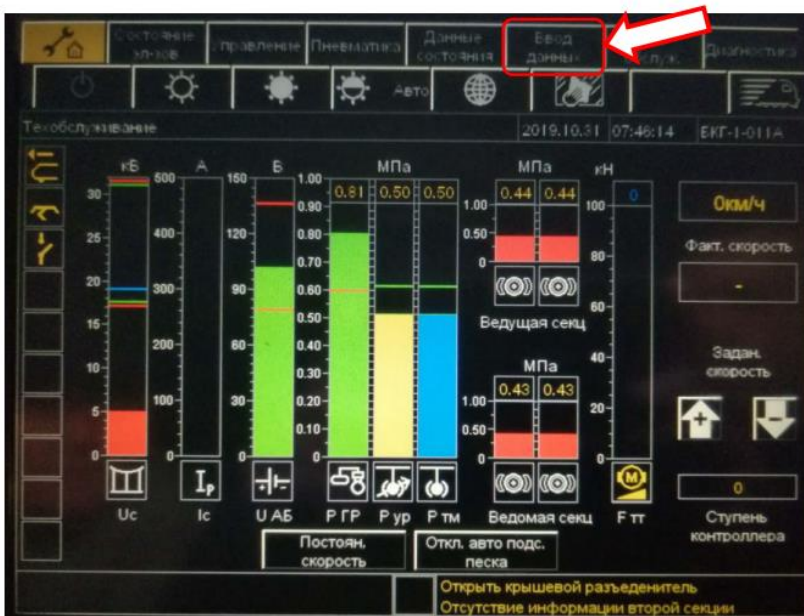 Состояние
эл-зов
Управление
Пневматика
Данные
состояния
Ввод
данных
служ.
Диагностика
Авто
Техобслуживание
2019.10.31
07:46:14
ЕКГ-1-011А
кБ
А
Б
МПа
МПа
кН
30
25
20
15
10
5
0
500
400
300
200
100
0
150
120
90
60
30
0
1.00
0.90
0.80
0.70
0.60
0.50
0.40
0.30
0.20
0.10
0
0.81
0.50
0.50
1.00
0.50
0
0.44
0.44
Ведущая секц
МПа
1.00
0.50
0
0.43
0.43
100
80
60
40
20
0
0
Iр
М
Uc
Ic
U АБ
Р ГР
Р ур
Р тм
Ведомая секц
F тт
0км/ч
Факт. скорость
-
Задан.
скорость
+
-
0
Ступень
контроллера
Постоян.
скорость
Откл. авто подс.
песка
Открыть крышевой разъеденитель
Отсутствие информации второй секции